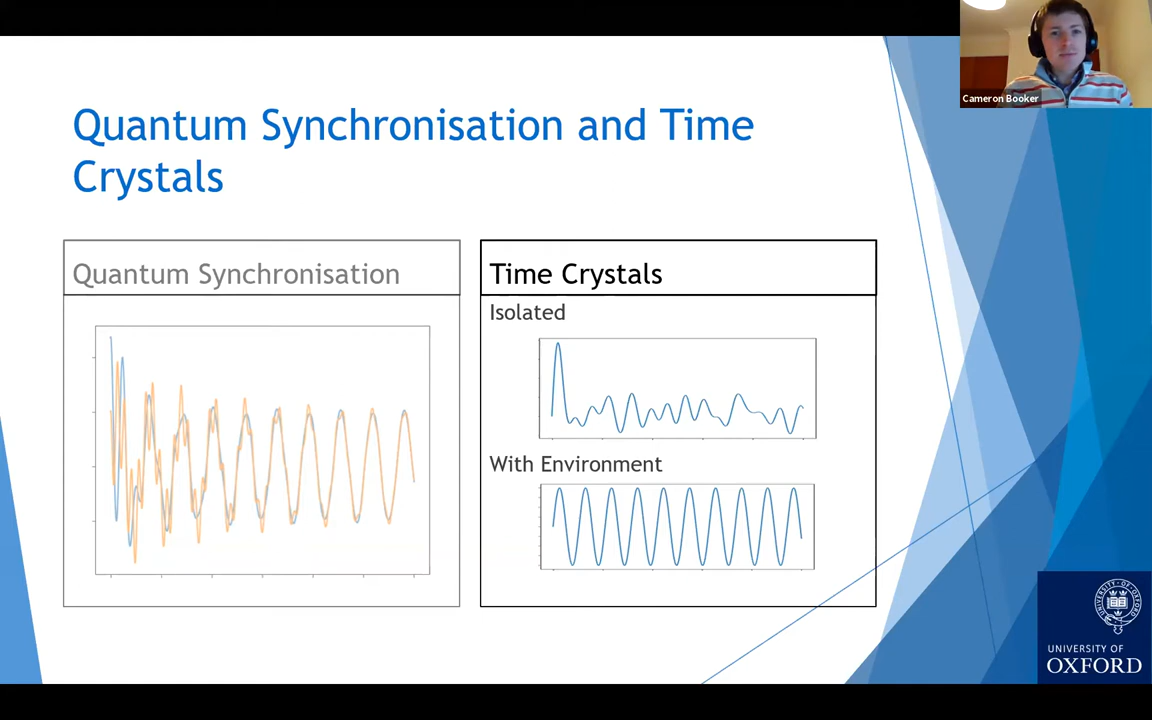 Cameron Booker
Quantum Synchronisation and Time
Crystals
Quantum Synchronisation
Time Crystals
Isolated
With Environment
UNIVERSITY OF
OXFORD